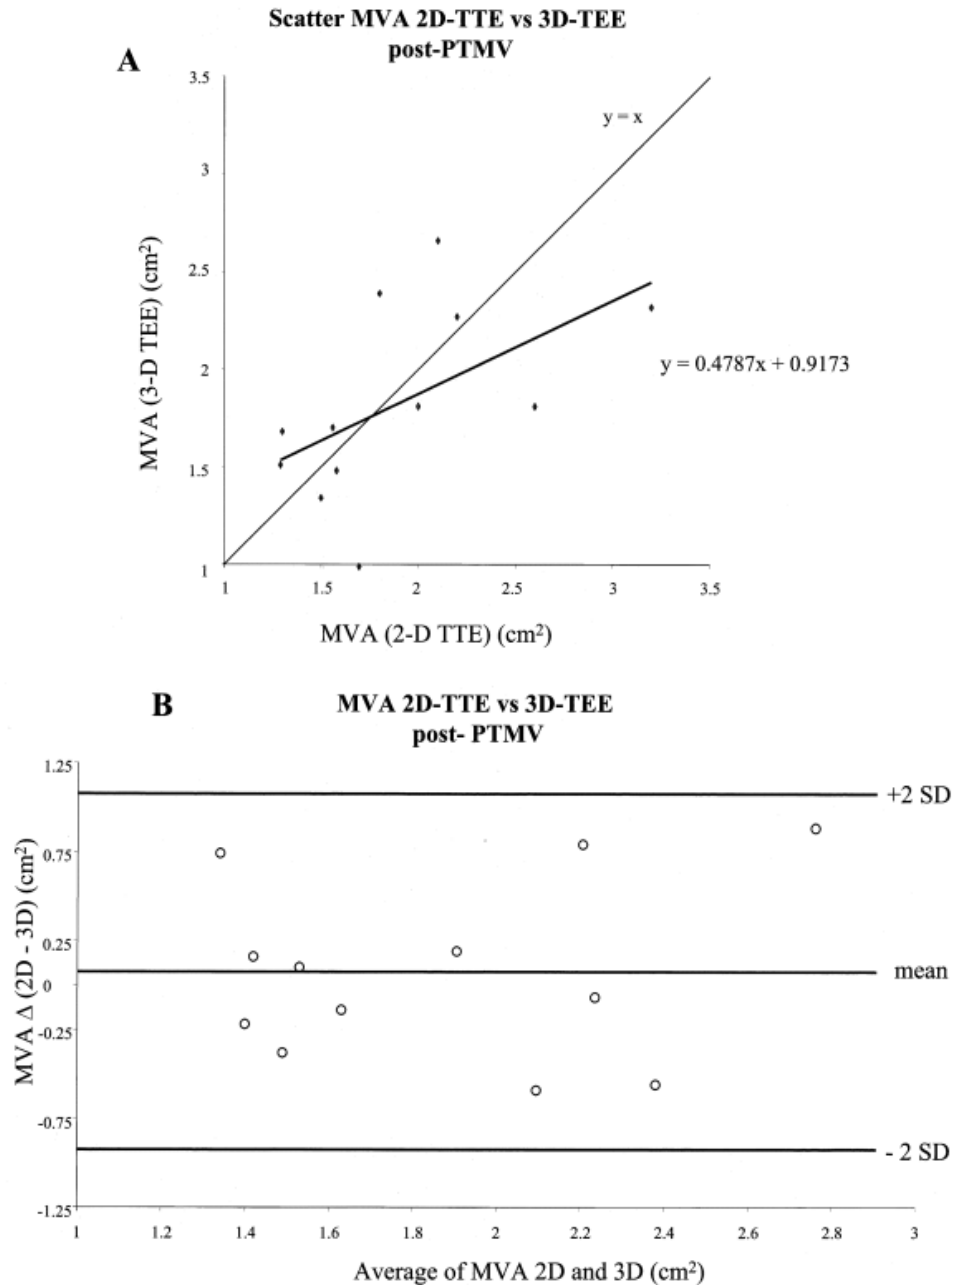 Scatter MVA 2D-TTE vs 3D-TEE
post-PTMV
A
3.5
y = x
3
2.5
MVA (3-D TEE) (cm²)
2
y = 0.4787x + 0.9173
1.5
1
1 1.5 2 2.5 3 3.5
MVA (2-D TTE) (cm²)
B
MVA 2D-TTE vs 3D-TEE
post- PTMV
1.25
+2 SD
0.75
MVA Δ (2D - 3D) (cm²)
0.25
mean
0
-0.25
-0.75
- 2 SD
-1.25
1 1.2 1.4 1.6 1.8 2 2.2 2.4 2.6 2.8 3
Average of MVA 2D and 3D (cm²)